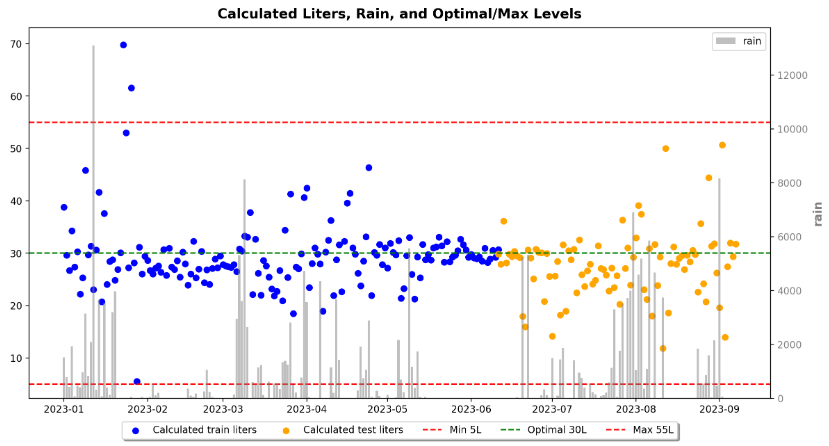 Calculated Liters, Rain, and Optimal/Max Levels
rain
70
60
50
40
30
20
10
12000
10000
8000
6000
4000
2000
0
rain
2023-01 2023-02 2023-03 2023-04 2023-05 2023-06 2023-07 2023-08 2023-09
Calculated train liters Calculated test liters Min 5L Optimal 30L Max 55L